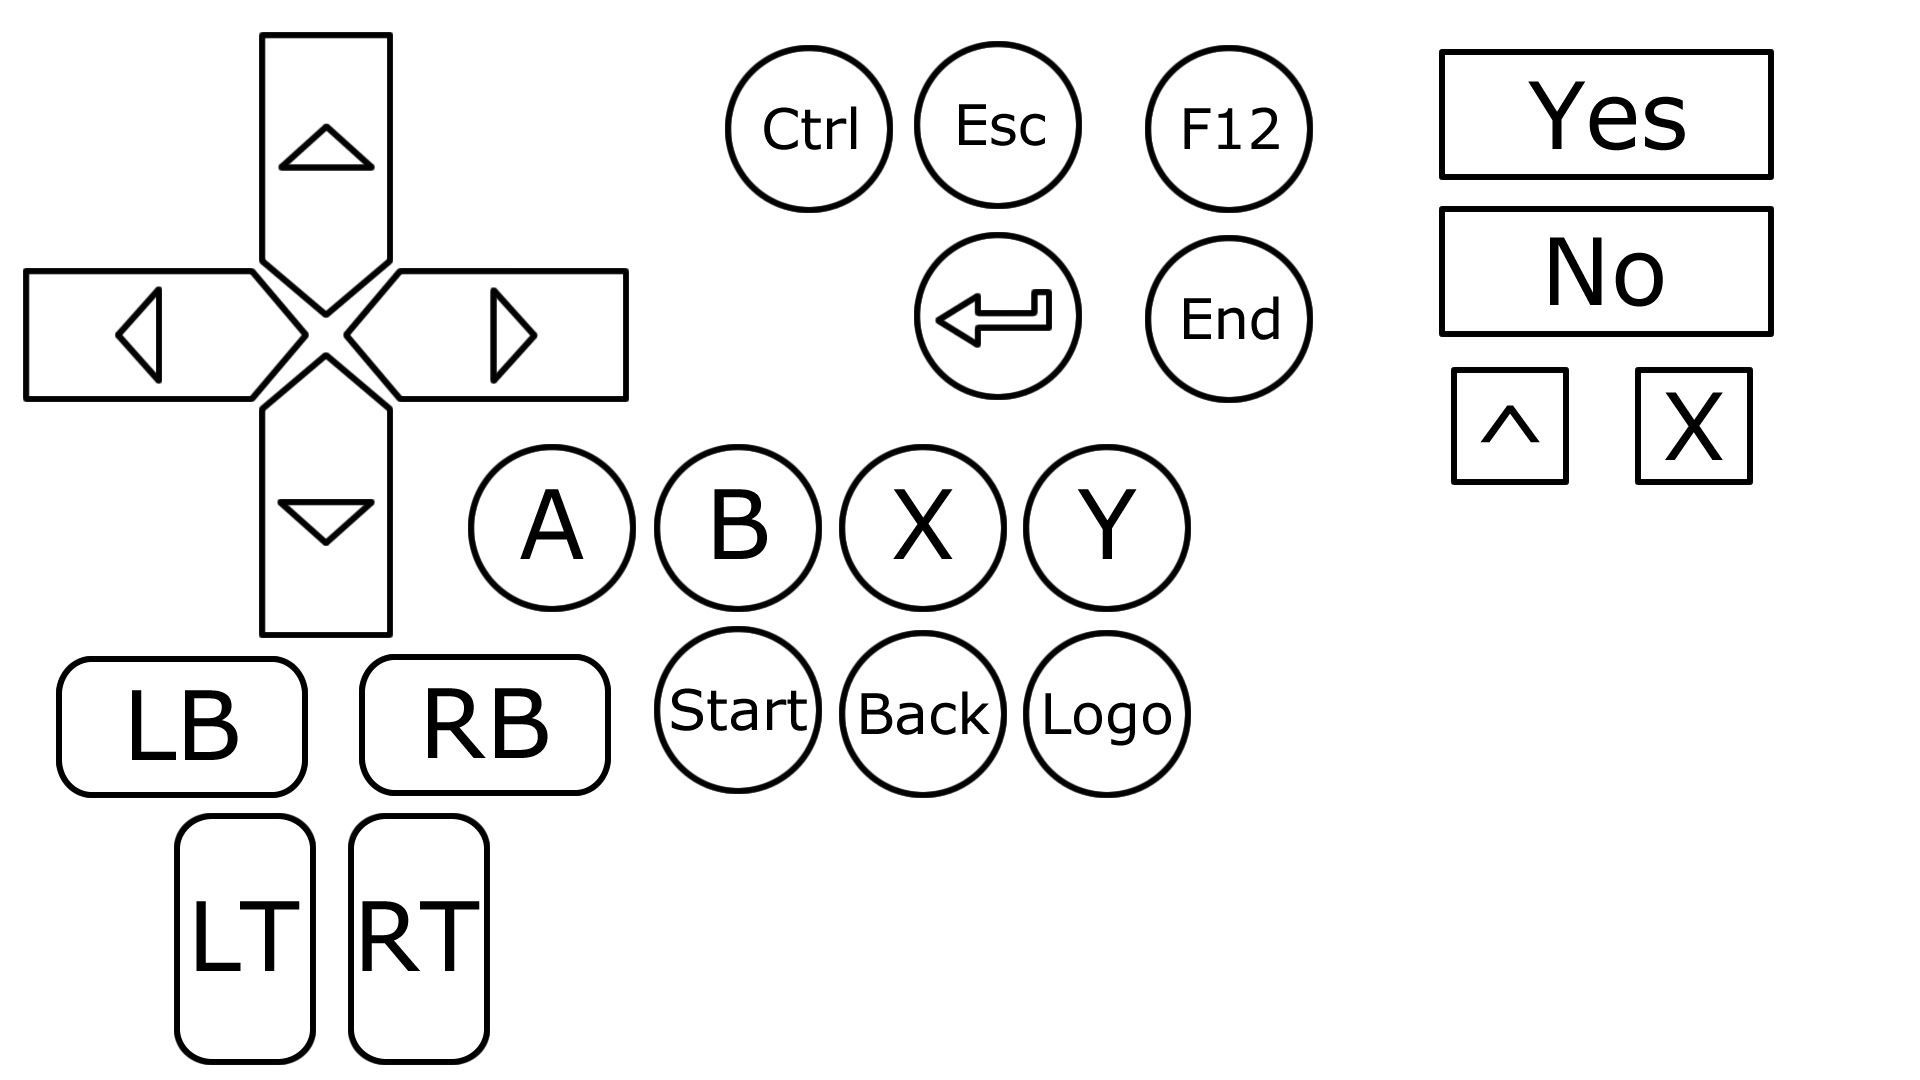 Ctrl
Esc
F12
Yes
End
No
^
X
A
B
X
Y
LB
RB
Start
Back
Logo
LT
RT